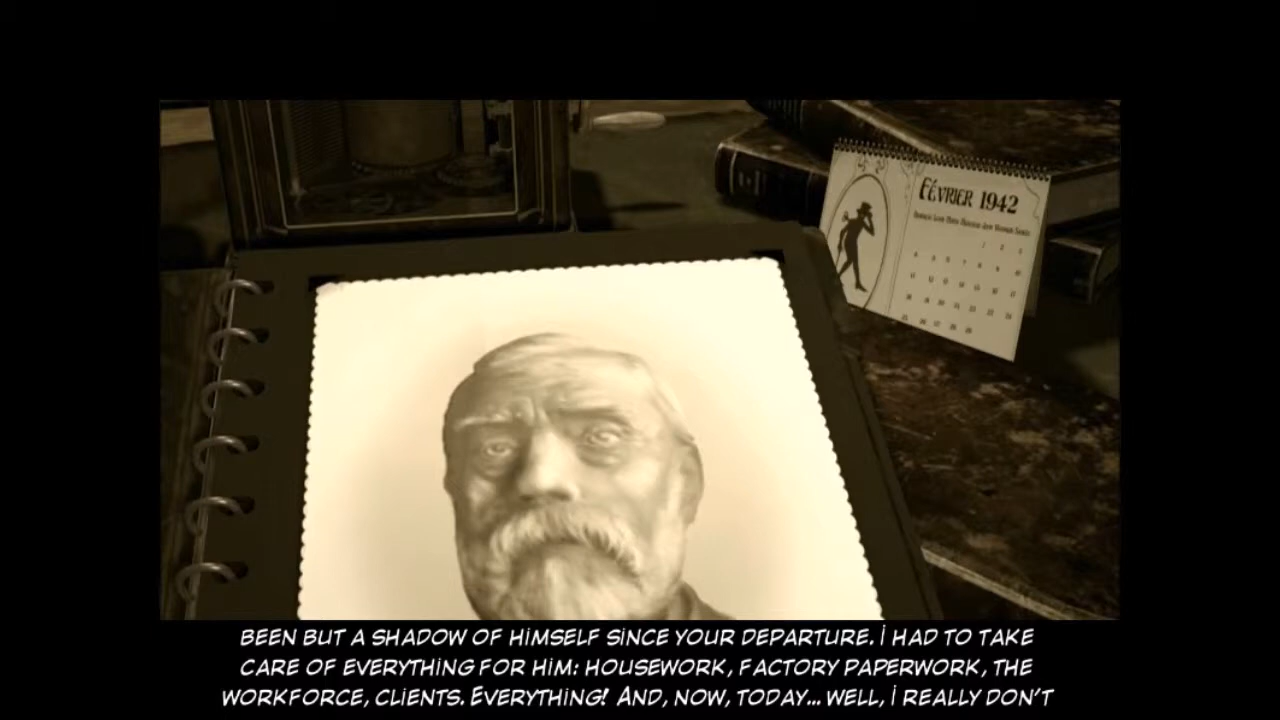 FÉVRIER 1942
BEEN BUT A SHADOW OF HIMSELF SINCE YOUR DEPARTURE. I HAD TO TAKE
CARE OF EVERYTHING FOR HIM: HOUSEWORK, FACTORY PAPERWORK, THE
WORKFORCE, CLIENTS. EVERYTHING! AND, NOW, TODAY... WELL, I REALLY DON'T